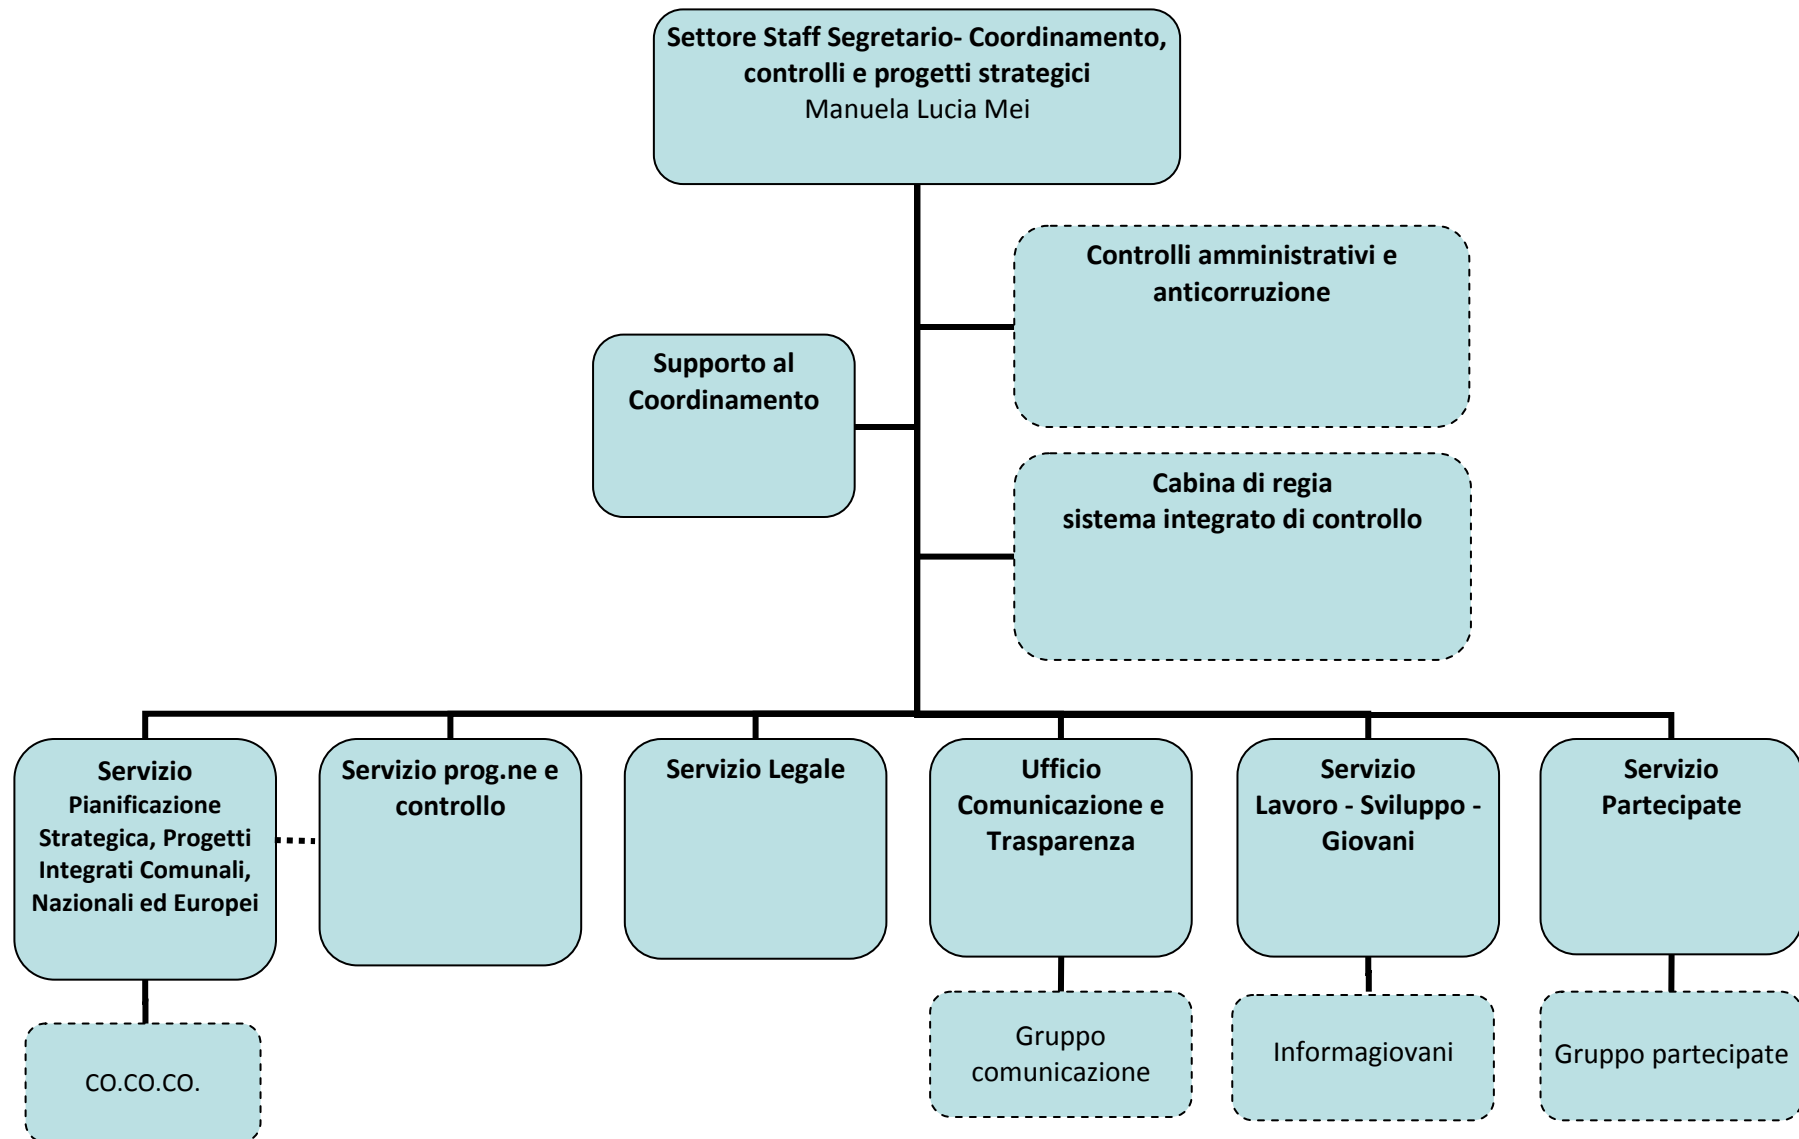 Settore Staff Segretario- Coordinamento,
controlli e progetti strategici
Manuela Lucia Mei
Controlli amministrativi e
anticorruzione
Supporto al
Coordinamento
Cabina di regia
sistema integrato di controllo
Servizio
Pianificazione
Strategica, Progetti
Integrati Comunali,
Nazionali ed Europei
Servizio prog.ne e
controllo
Servizio Legale
Ufficio
Comunicazione e
Trasparenza
Servizio
Lavoro - Sviluppo -
Giovani
Servizio
Partecipate
CO.CO.CO.
Gruppo
comunicazione
Informagiovani
Gruppo partecipate